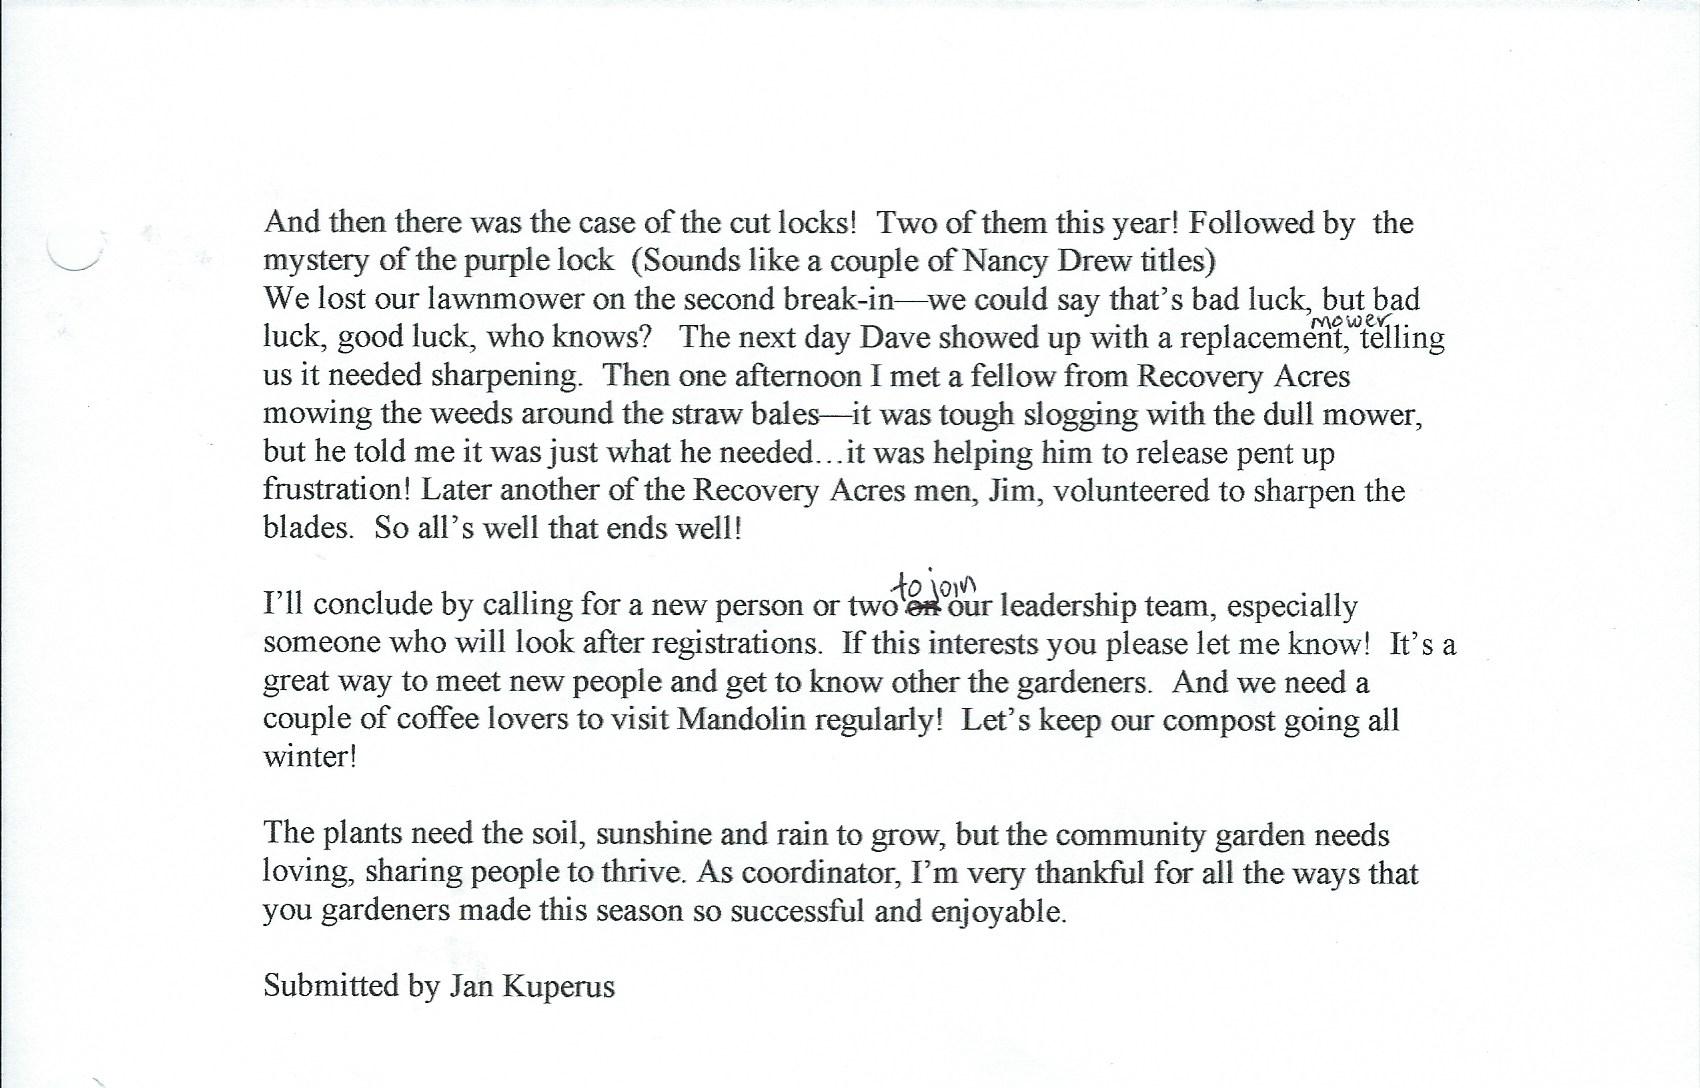 And then there was the case of the cut locks!  Two of them this year! Followed by  the
mystery of the purple lock  (Sounds like a couple of Nancy Drew titles)
We lost our lawnmower on the second break-in—we could say that's bad luck, but bad
mower
luck, good luck, who knows?   The next day Dave showed up with a replacement, telling
us it needed sharpening.  Then one afternoon I met a fellow from Recovery Acres
mowing the weeds around the straw bales—it was tough slogging with the dull mower,
but he told me it was just what he needed…it was helping him to release pent up
frustration! Later another of the Recovery Acres men, Jim, volunteered to sharpen the
blades.  So all's well that ends well!
to join
I'll conclude by calling for a new person or two on our leadership team, especially
someone who will look after registrations.  If this interests you please let me know!  It's a
great way to meet new people and get to know other the gardeners.  And we need a
couple of coffee lovers to visit Mandolin regularly!  Let's keep our compost going all
winter!
The plants need the soil, sunshine and rain to grow, but the community garden needs
loving, sharing people to thrive. As coordinator, I'm very thankful for all the ways that
you gardeners made this season so successful and enjoyable.
Submitted by Jan Kuperus